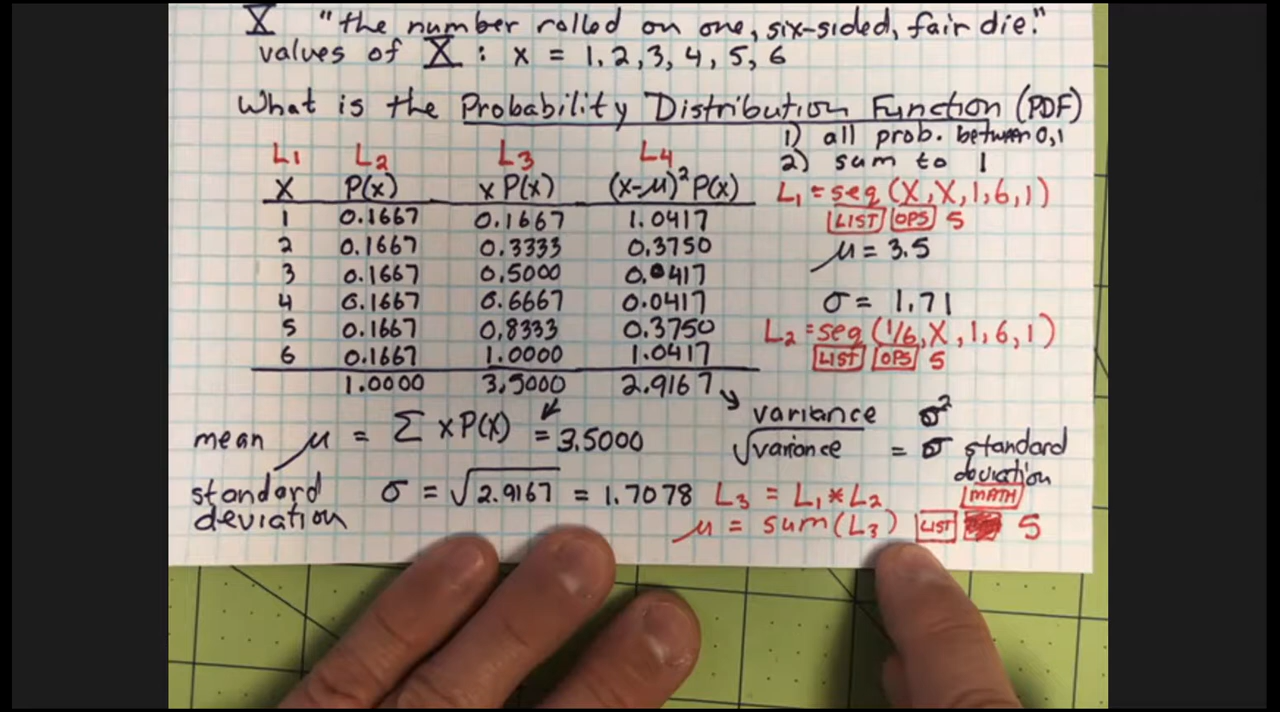 X "the number rolled on one, six-sided, fair die."
values of X : x = 1, 2, 3, 4, 5, 6
What is the Probability Distribution Function (PDF)
1) all prob. between 0,1
2) sum to 1
L1 L2 L3 L4
X P(x) x P(x) (x-μ)² P(x)
1 0.1667 0.1667 1.0417
2 0.1667 0.3333 0.3750
3 0.1667 0.5000 0.0417
4 0.1667 0.6667 0.0417
5 0.1667 0.8333 0.3750
6 0.1667 1.0000 1.0417
1.0000 3.5000 2.9167
L1 = seq (X, X, 1, 6, 1)
LIST OPS 5
μ = 3.5
σ = 1.71
L2 = seq (1/6, X, 1, 6, 1)
LIST OPS 5
variance σ²
√variance = σ standard
deviation
mean μ = Σ x P(x) = 3.5000
standard
deviation σ = √2.9167 = 1.7078
L3 = L1 * L2
MATH
μ = sum (L3) LIST 5